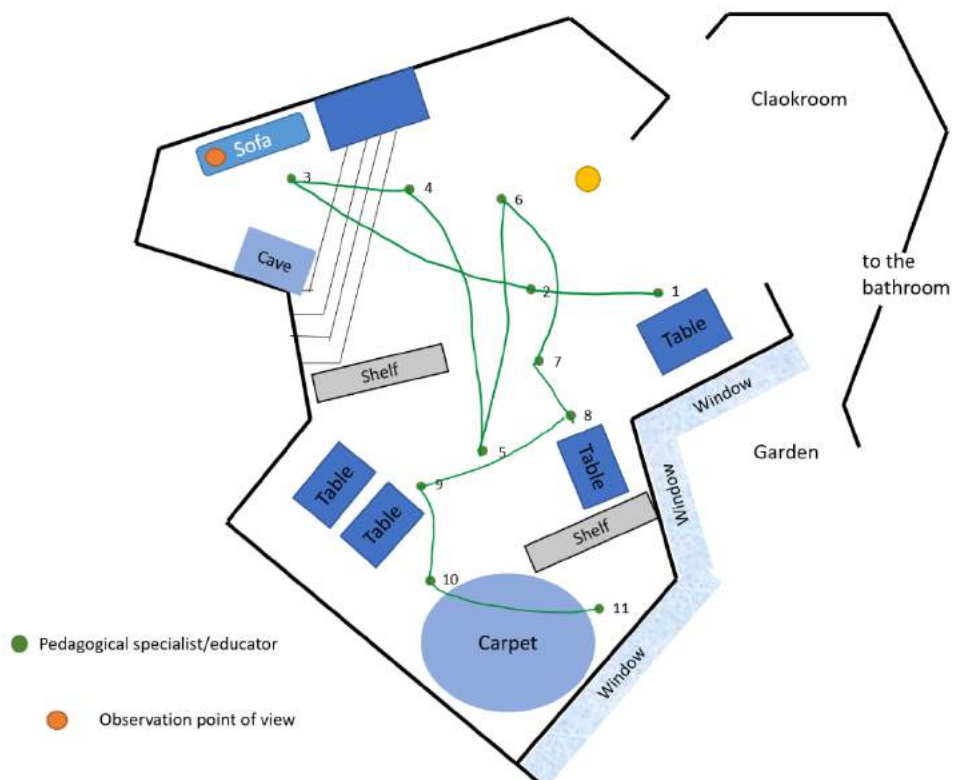 Claokroom
Sofa
3
4
6
to the
bathroom
Cave
2
1
Table
Shelf
7
Window
8
Garden
5
Table
9
Table
Table
Window
Shelf
10
11
Pedagogical specialist/educator
Carpet
Window
Observation point of view